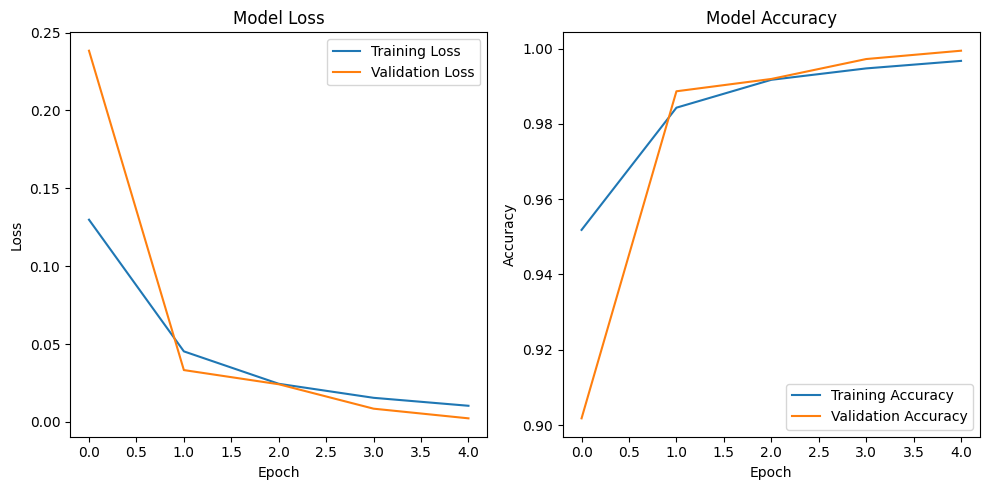 Model Loss
0.25
0.20
0.15
0.10
0.05
0.00
Loss
Training Loss
Validation Loss
0.0 0.5 1.0 1.5 2.0 2.5 3.0 3.5 4.0
Epoch
Model Accuracy
1.00
0.98
0.96
0.94
0.92
0.90
Accuracy
Training Accuracy
Validation Accuracy
0.0 0.5 1.0 1.5 2.0 2.5 3.0 3.5 4.0
Epoch